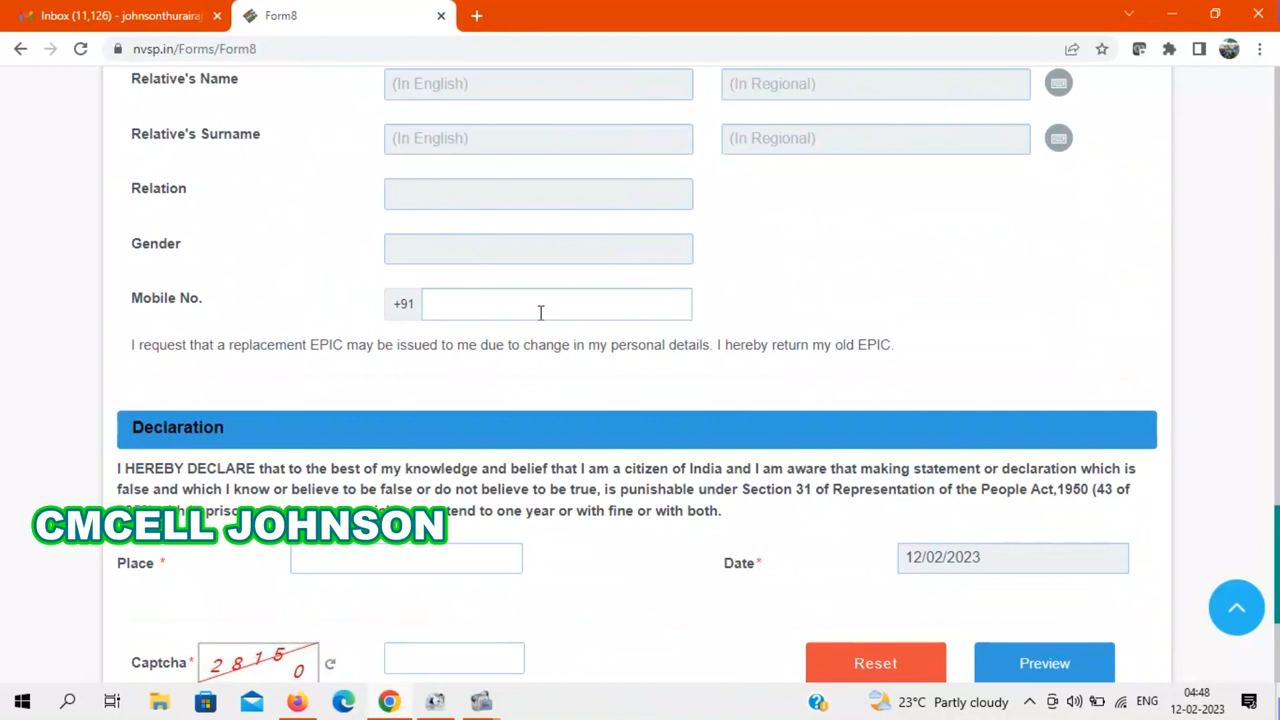 Inbox (11,126) - johnsonthuraira
Form8
nvsp.in/Forms/Form8
Relative's Name (In English) (In Regional)
Relative's Surname (In English) (In Regional)
Relation
Gender
Mobile No. +91
I request that a replacement EPIC may be issued to me due to change in my personal details. I hereby return my old EPIC.
Declaration
I HEREBY DECLARE that to the best of my knowledge and belief that I am a citizen of India and I am aware that making statement or declaration which is
false and which I know or believe to be false or do not believe to be true, is punishable under Section 31 of Representation of the People Act,1950 (43 of
tend to one year or with fine or with both.
CMCELL JOHNSON
Place * Date* 12/02/2023
Captcha* 28150 Reset Preview
23°C Partly cloudy ENG 04:48
12-02-2023